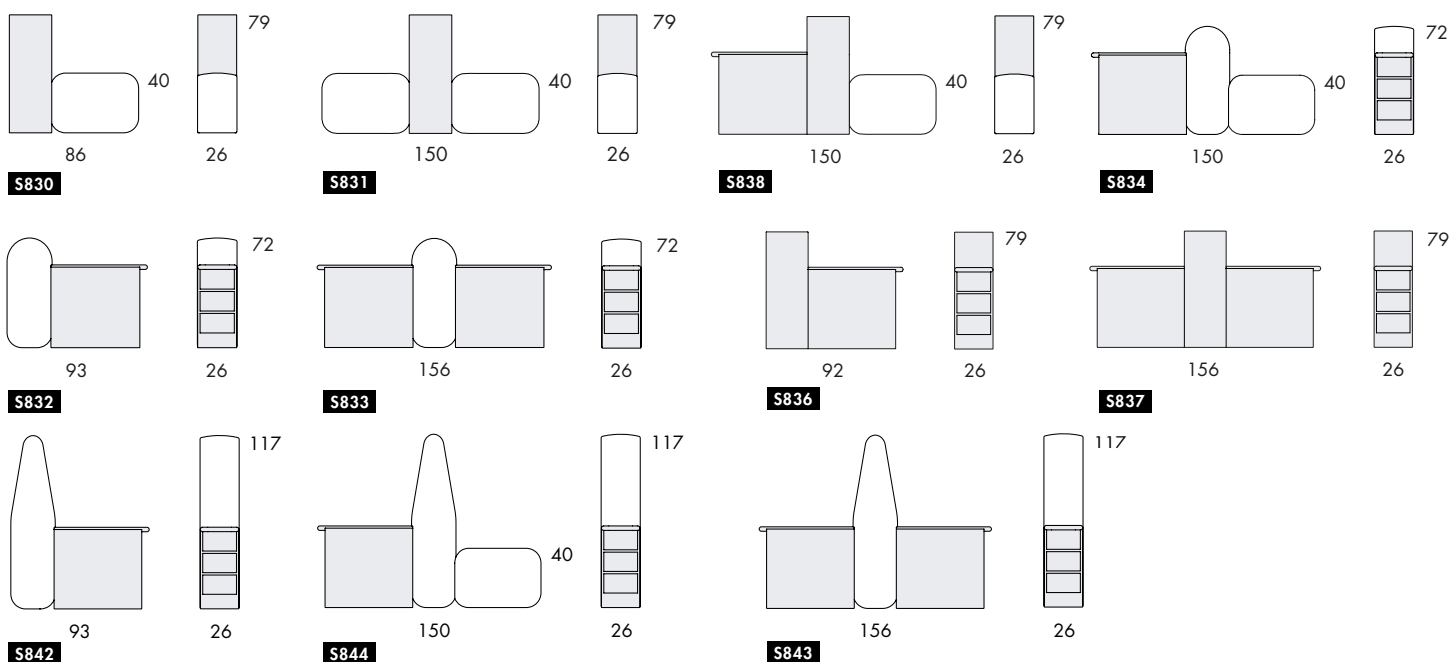 79 79 79 72
40 40 40 40
86 26 150 26 150 26 150 26
S830 S831 S838 S834
72 72 79 79
93 26 156 26 92 26 156 26
S832 S833 S836 S837
117 117 117
40
93 26 150 26 156 26
S842 S844 S843